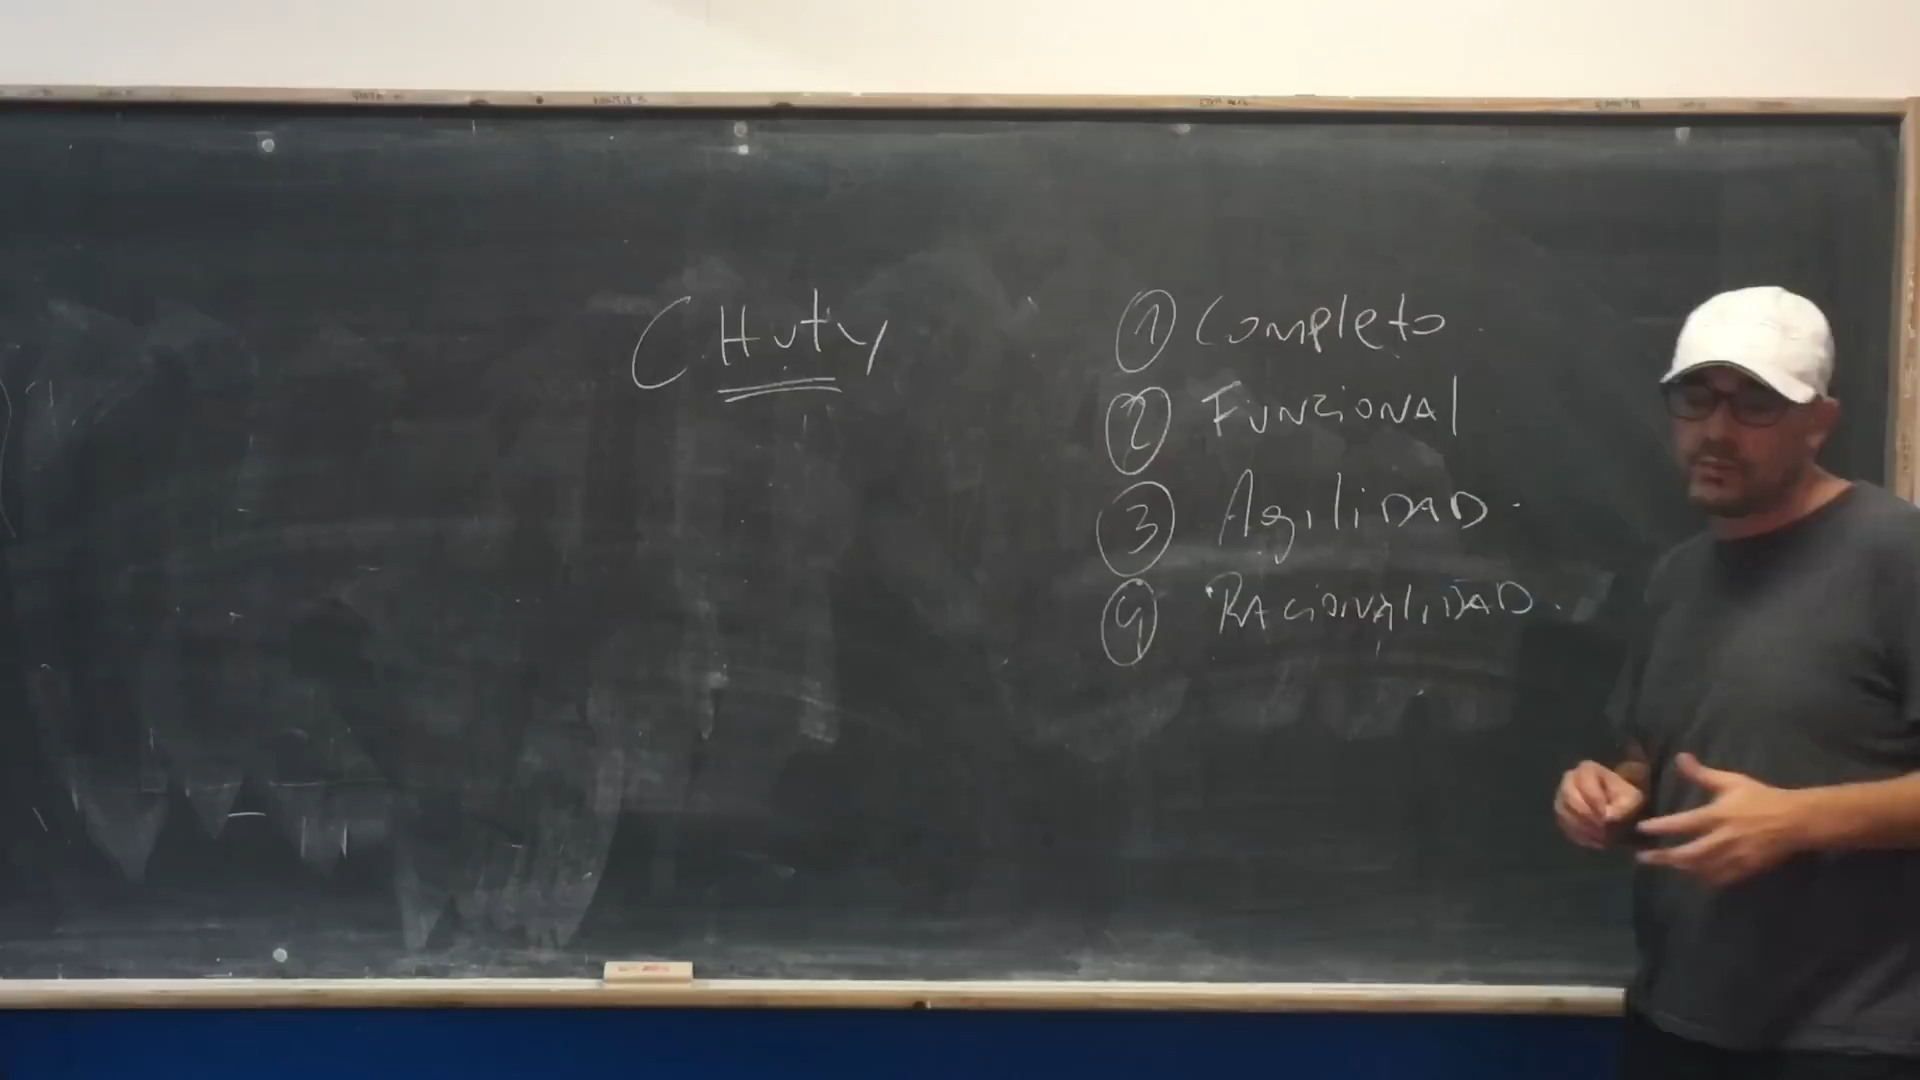 CHuty
① Completo.
② Funzional
③ AgiliDAD.
④ RACionAliDAD.